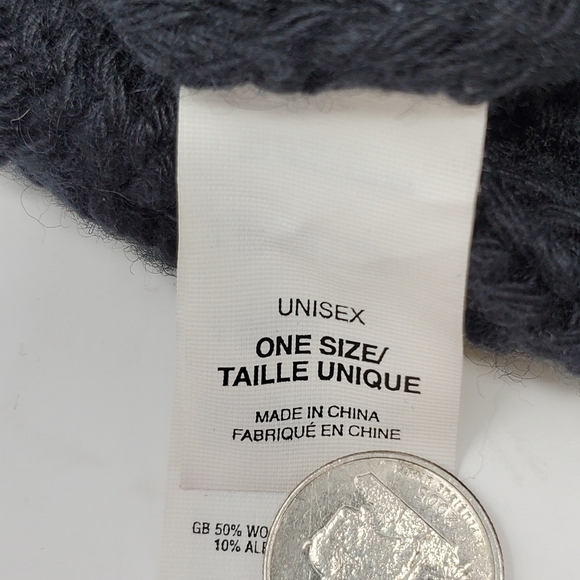 UNISEX
ONE SIZE/
TAILLE UNIQUE
MADE IN CHINA
FABRIQUÉ EN CHINE
GB 50%
10%